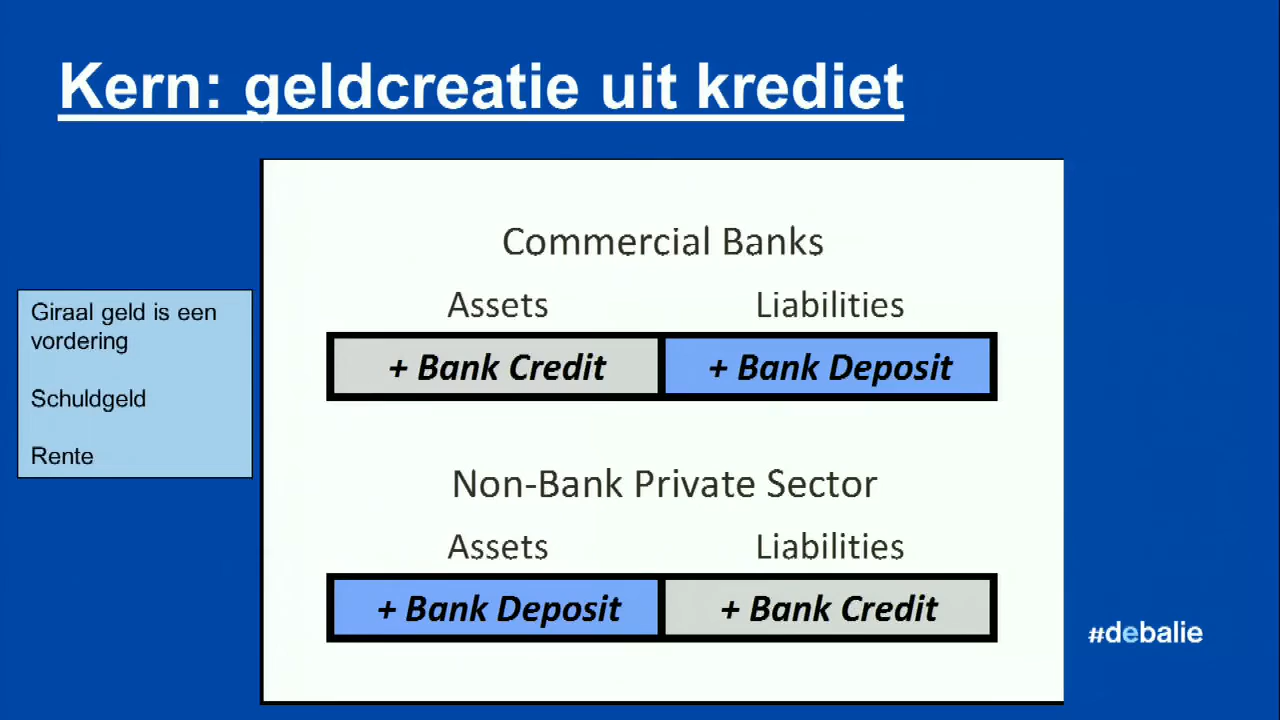 Kern: geldcreatie uit krediet
Giraal geld is een
vordering
Schuldgeld
Rente
Commercial Banks
Assets Liabilities
+ Bank Credit + Bank Deposit
Non-Bank Private Sector
Assets Liabilities
+ Bank Deposit + Bank Credit
#debalie